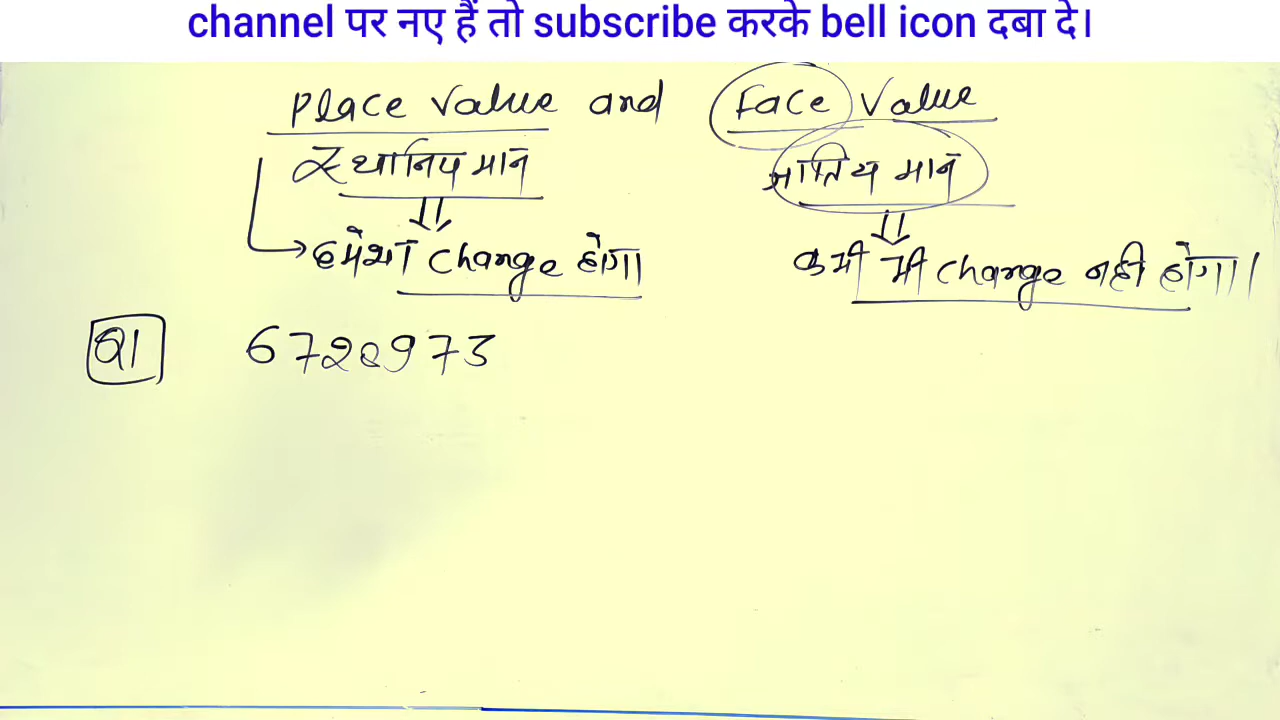 channel पर नए हैं तो subscribe करके bell icon दबा दे।
Place Value and Face Value
स्थानिय मान जातिय मान
हमेशा change होगा कभी भी change नही होगा।
Q1 6728973